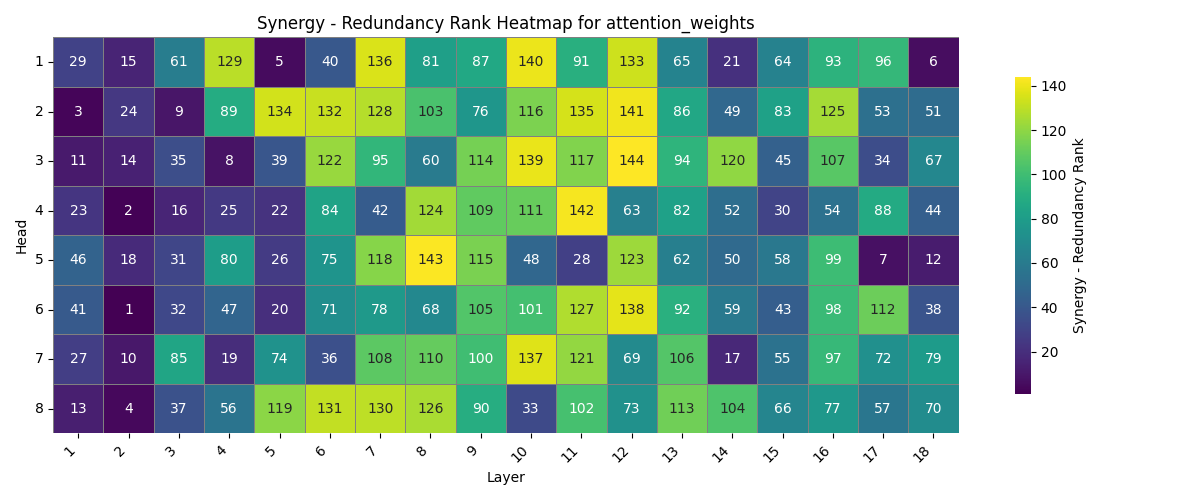 Synergy - Redundancy Rank Heatmap for attention_weights
1 29 15 61 129 5 40 136 81 87 140 91 133 65 21 64 93 96 6
2 3 24 9 89 134 132 128 103 76 116 135 141 86 49 83 125 53 51
3 11 14 35 8 39 122 95 60 114 139 117 144 94 120 45 107 34 67
4 23 2 16 25 22 84 42 124 109 111 142 63 82 52 30 54 88 44
5 46 18 31 80 26 75 118 143 115 48 28 123 62 50 58 99 7 12
6 41 1 32 47 20 71 78 68 105 101 127 138 92 59 43 98 112 38
7 27 10 85 19 74 36 108 110 100 137 121 69 106 17 55 97 72 79
8 13 4 37 56 119 131 130 126 90 33 102 73 113 104 66 77 57 70
1 2 3 4 5 6 7 8 9 10 11 12 13 14 15 16 17 18
Layer
Head
140
120
100
80
60
40
20
Synergy - Redundancy Rank